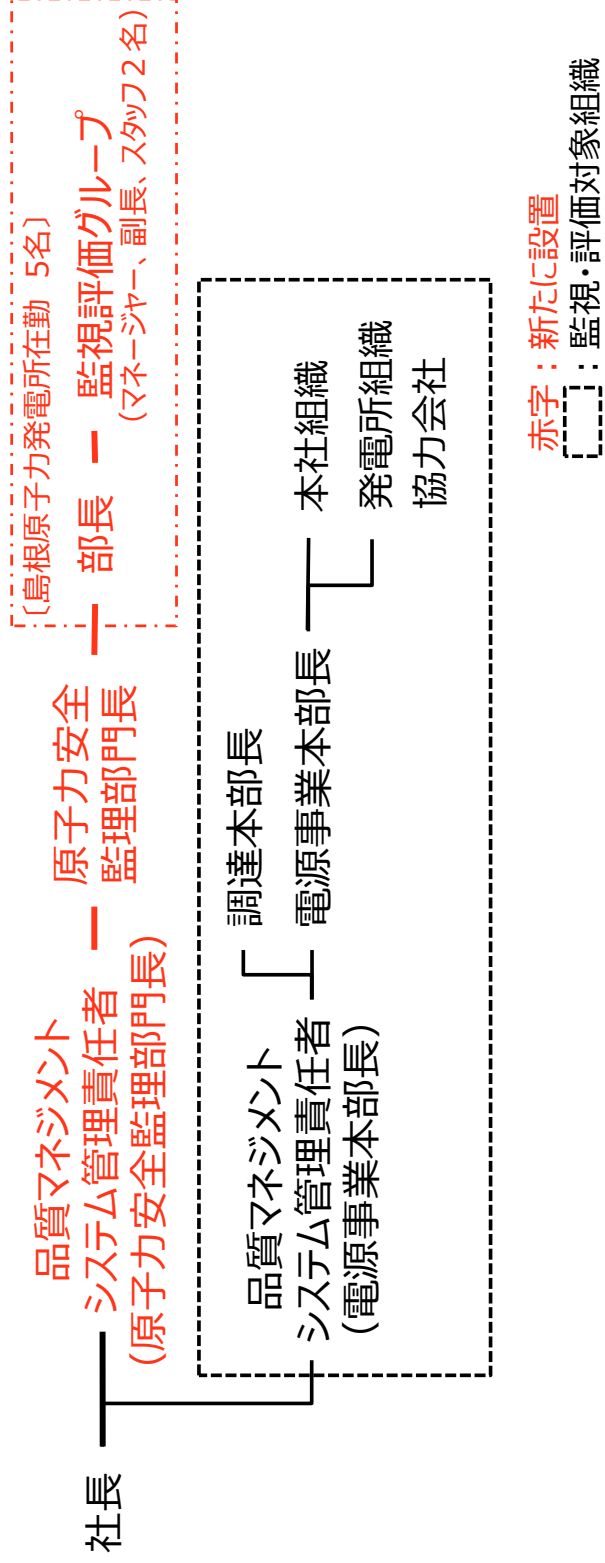 社長
品質マネジメント
システム管理責任者
(原子力安全監理部門長)
原子力安全
監理部門長
〔島根原子力発電所在勤 5名〕
部長
監視評価グループ
(マネージャー、副長、スタッフ2名)
品質マネジメント
システム管理責任者
(電源事業本部長)
調達本部長
電源事業本部長
本社組織
発電所組織
協力会社
赤字：新たに設置
：監視・評価対象組織